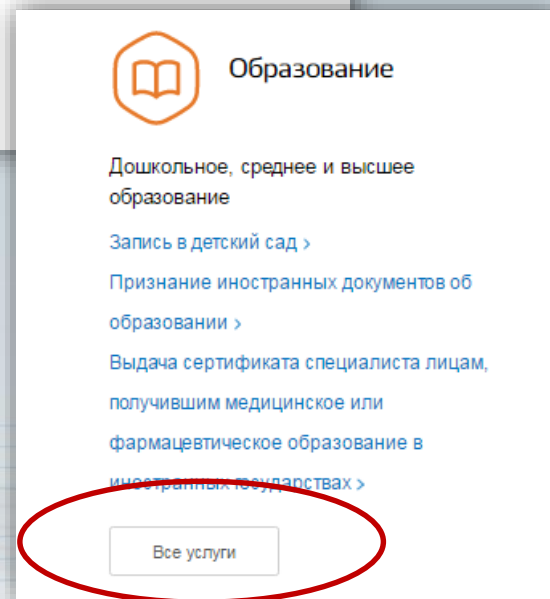 Образование
Дошкольное, среднее и высшее
образование
Запись в детский сад >
Признание иностранных документов об
образовании >
Выдача сертификата специалиста лицам,
получившим медицинское или
фармацевтическое образование в
иностранных государствах >
Все услуги